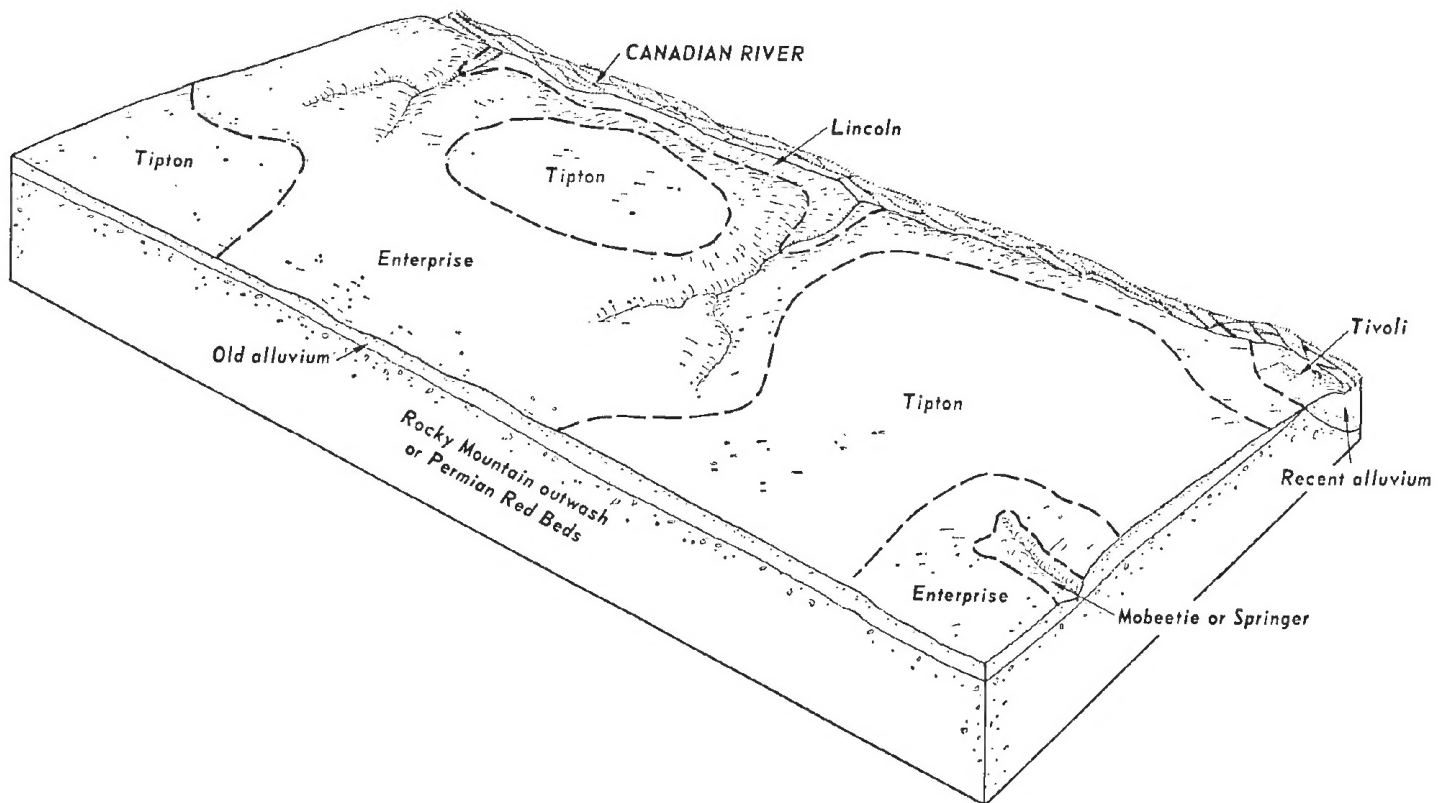 CANADIAN RIVER
Lincoln
Tipton
Tipton
Enterprise
Tivoli
Old alluvium
Tipton
Rocky Mountain outwash
or Permian Red Beds
Recent alluvium
Enterprise
Mobeetie or Springer